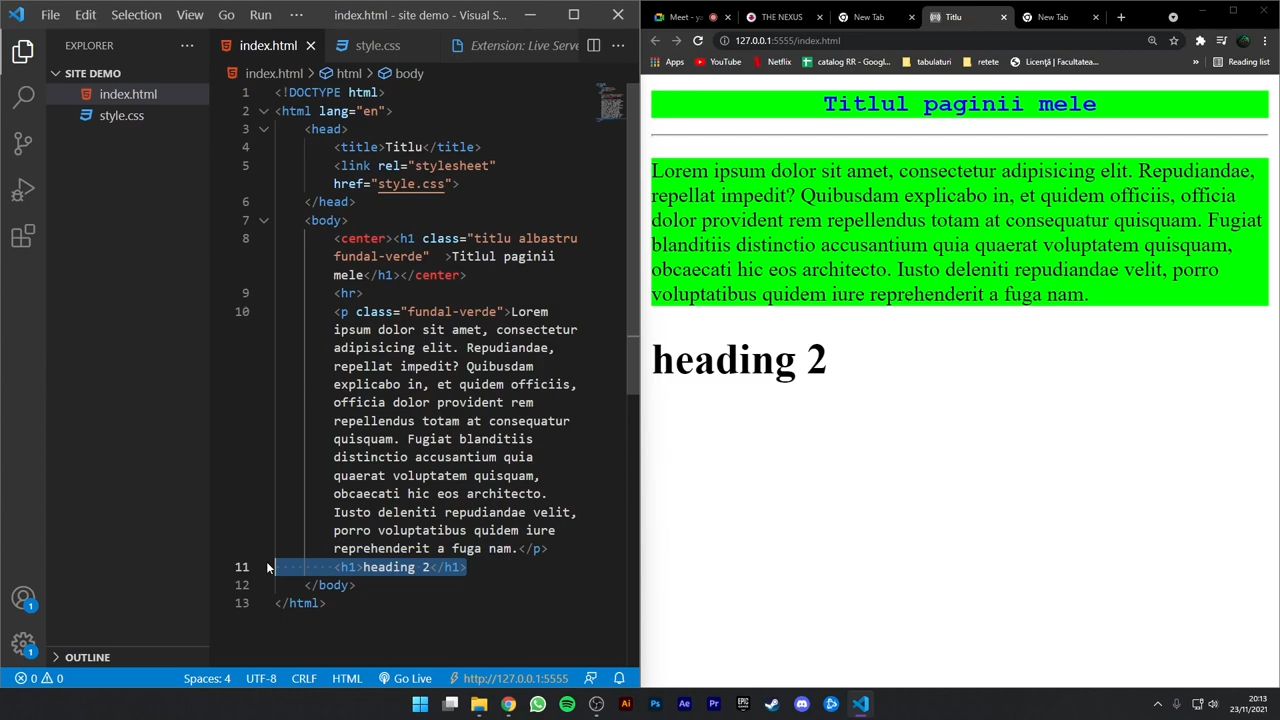 File Edit Selection View Go Run ··· index.html - site demo - Visual S...
EXPLORER ···
SITE DEMO
index.html
style.css
OUTLINE
index.html style.css Extension: Live Serve
index.html > html > body
1 <!DOCTYPE html>
2 <html lang="en">
3 <head>
4 <title>Titlu</title>
5 <link rel="stylesheet"
href="style.css">
6 </head>
7 <body>
8 <center><h1 class="titlu albastru
fundal-verde" >Titlul paginii
mele</h1></center>
9 <hr>
10 <p class="fundal-verde">Lorem
ipsum dolor sit amet, consectetur
adipisicing elit. Repudiandae,
repellat impedit? Quibusdam
explicabo in, et quidem officiis,
officia dolor provident rem
repellendus totam at consequatur
quisquam. Fugiat blanditiis
distinctio accusantium quia
quaerat voluptatem quisquam,
obcaecati hic eos architecto.
Iusto deleniti repudiandae velit,
porro voluptatibus quidem iure
reprehenderit a fuga nam.</p>
11 <h1>heading 2</h1>
12 </body>
13 </html>
1
1
0 0 Spaces: 4 UTF-8 CRLF HTML Go Live http://127.0.0.1:5500
Meet - ya THE NEXUS New Tab Titlu New Tab
127.0.0.1:5555/index.html
Apps YouTube Netflix catalog RR - Googl... tabulaturi retete Licenţă | Facultatea... » Reading list
Titlul paginii mele
Lorem ipsum dolor sit amet, consectetur adipisicing elit. Repudiandae,
repellat impedit? Quibusdam explicabo in, et quidem officiis, officia
dolor provident rem repellendus totam at consequatur quisquam. Fugiat
blanditiis distinctio accusantium quia quaerat voluptatem quisquam,
obcaecati hic eos architecto. Iusto deleniti repudiandae velit, porro
voluptatibus quidem iure reprehenderit a fuga nam.
heading 2
Ai Ps Ae Pr EPIC GAMES
20:13
23/11/2021